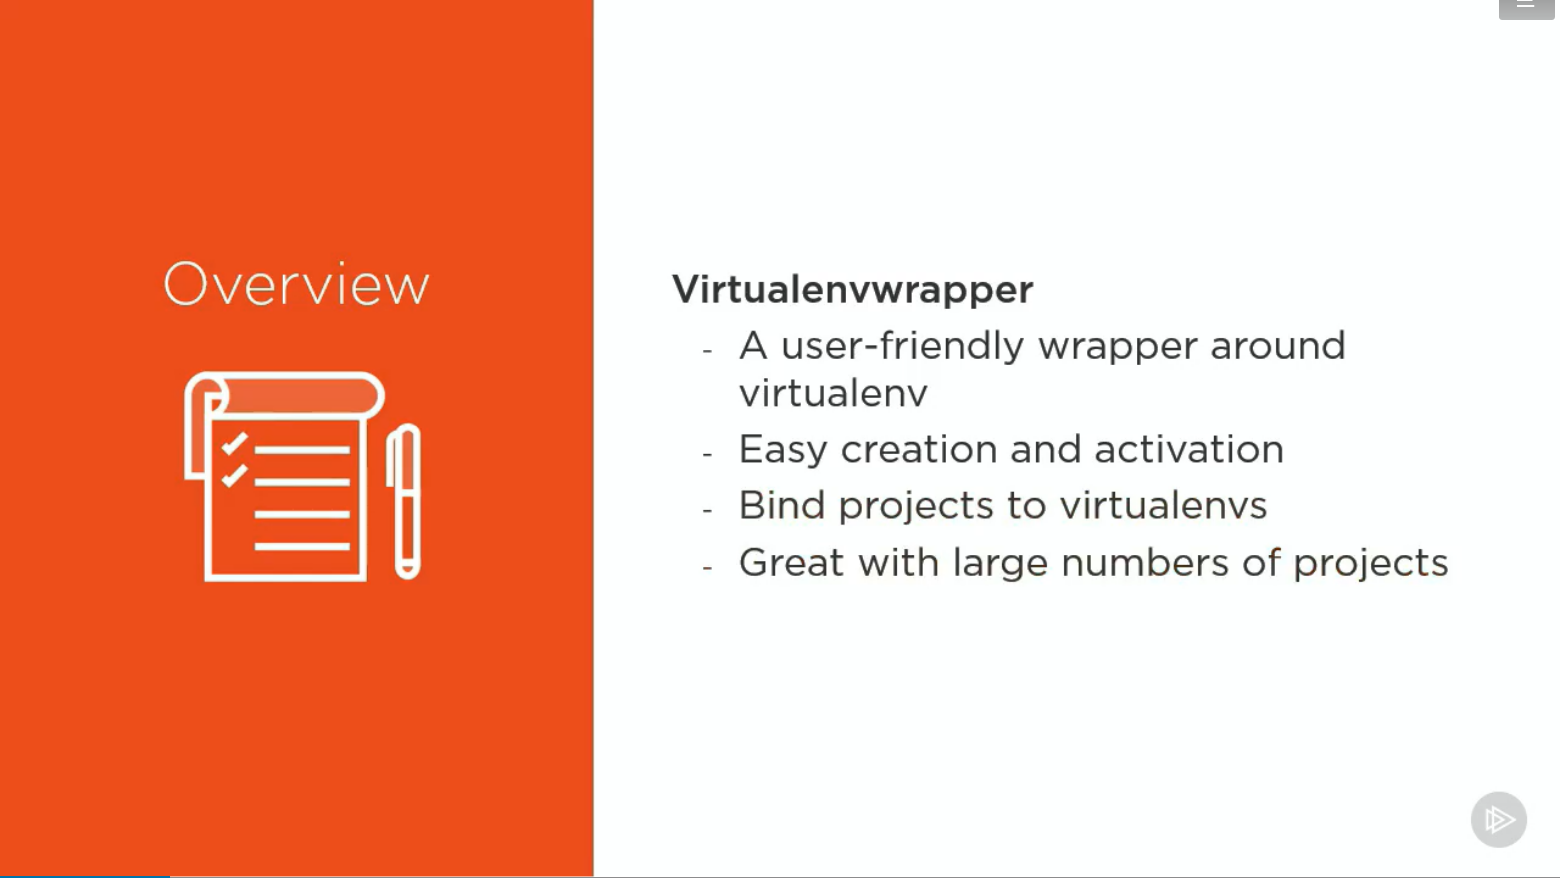 Overview
Virtualenvwrapper
- A user-friendly wrapper around
virtualenv
- Easy creation and activation
- Bind projects to virtualenvs
- Great with large numbers of projects